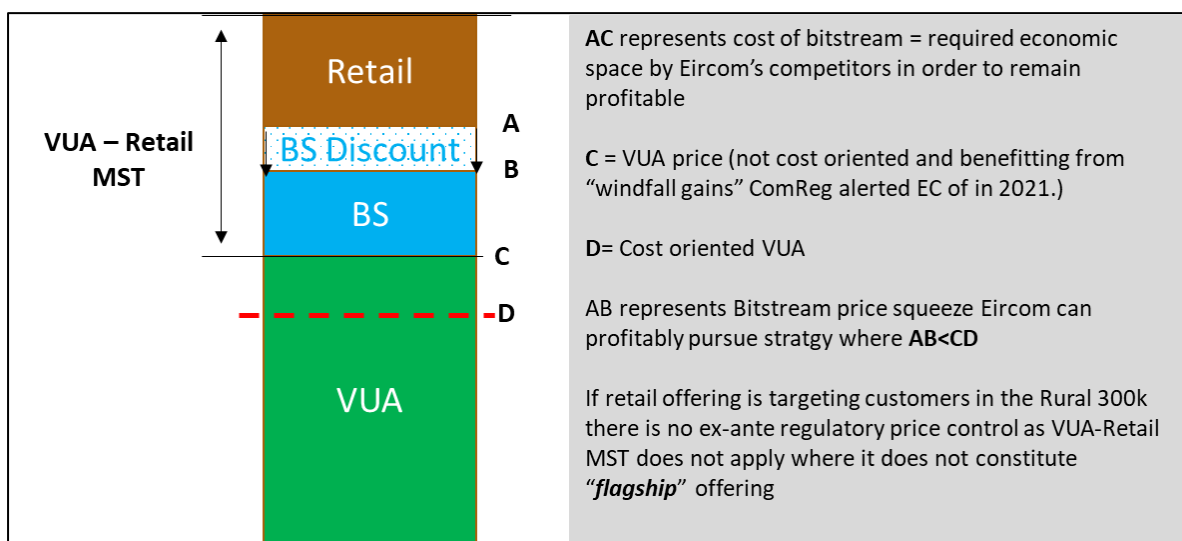 Retail
VUA – Retail
MST
BS Discount
A
B
BS
C
D
VUA
AC represents cost of bitstream = required economic
space by Eircom’s competitors in order to remain
profitable
C = VUA price (not cost oriented and benefitting from
“windfall gains” ComReg alerted EC of in 2021.)
D= Cost oriented VUA
AB represents Bitstream price squeeze Eircom can
profitably pursue stratgy where AB<CD
If retail offering is targeting customers in the Rural 300k
there is no ex-ante regulatory price control as VUA-Retail
MST does not apply where it does not constitute
“flagship” offering